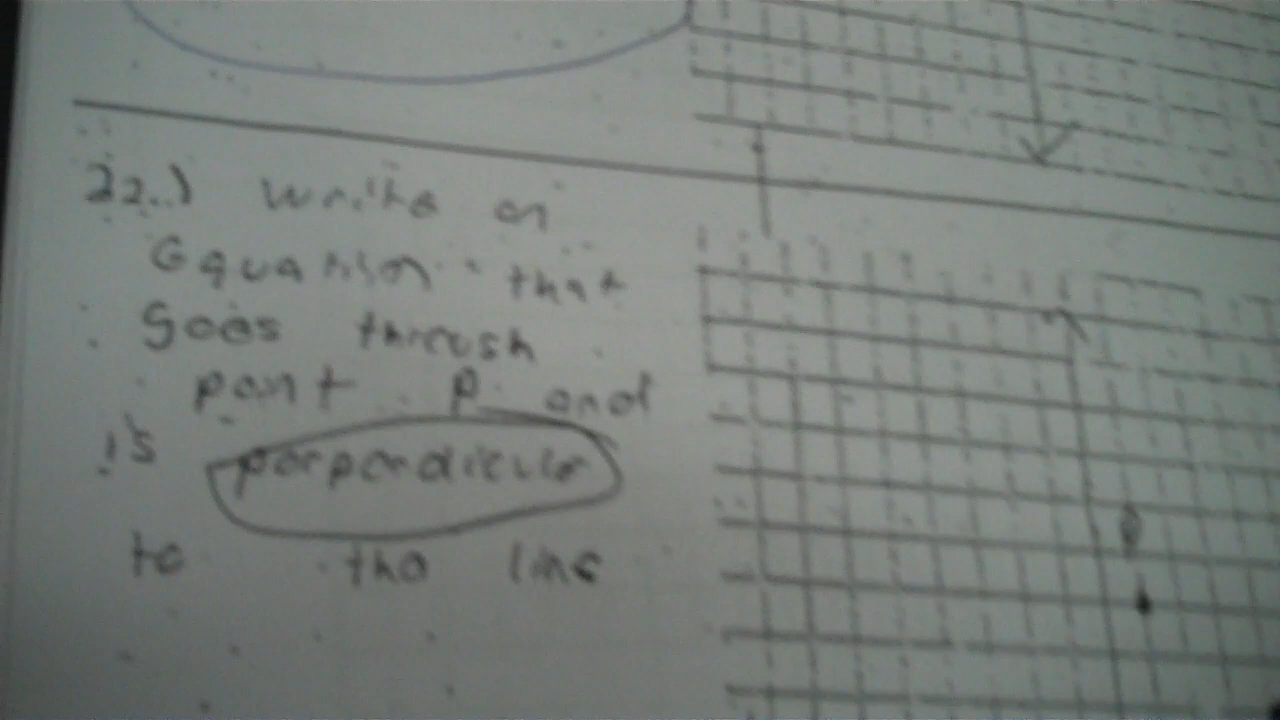 22.) Write an
Equation that
Goes through
point P and
is perpendicular
to the line
P